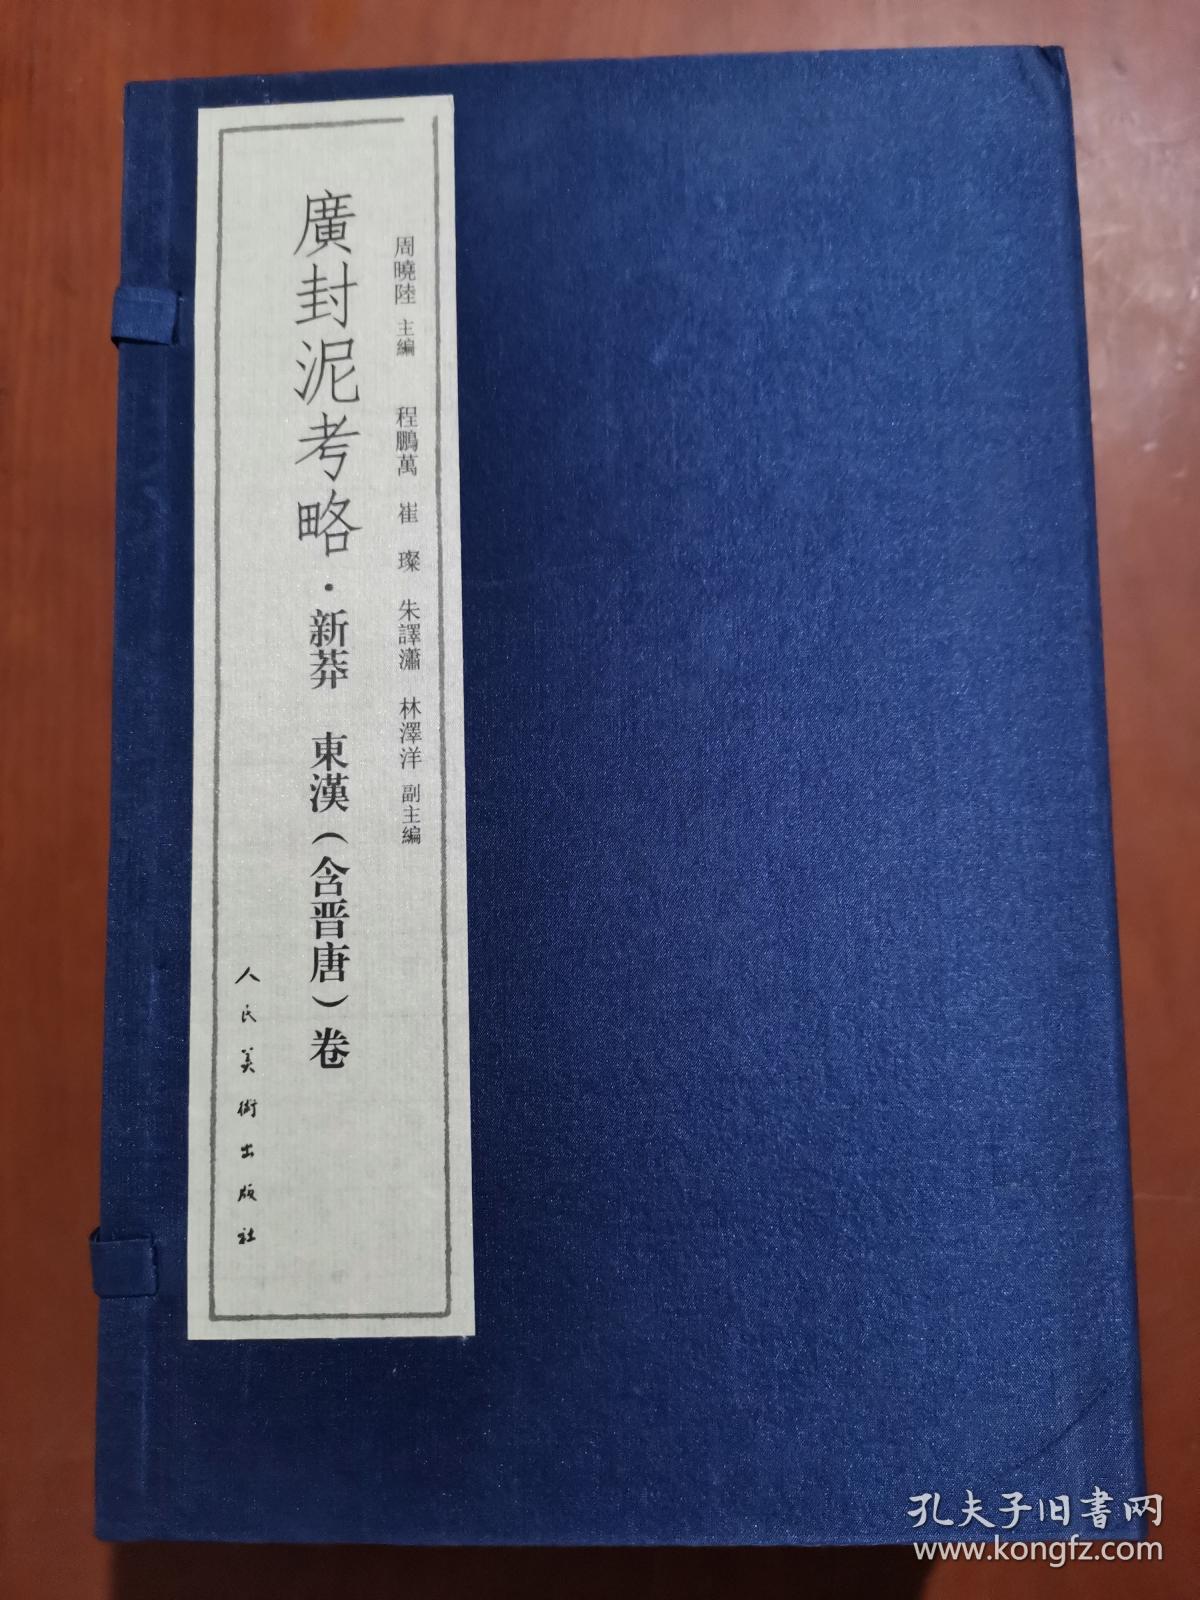 周曉陸 主編 程鵬萬 崔璨 朱譯瀟 林澤洋 副主編
廣封泥考略·新莽 東漢（含晋唐）卷
人民美術出版社
孔夫子旧书网
www.kongfz.com